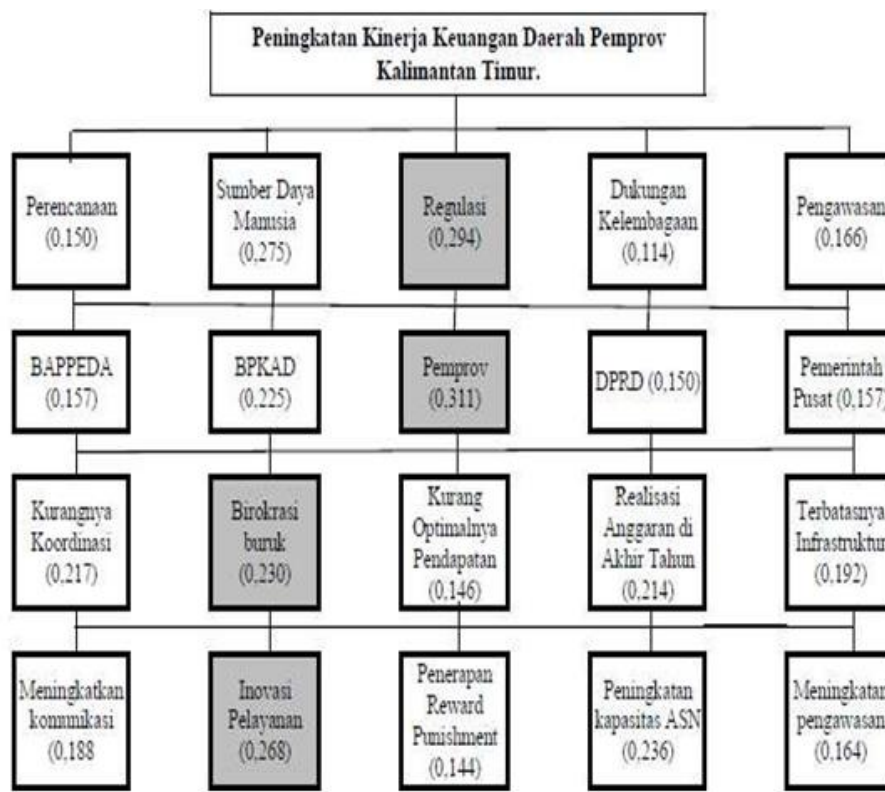 Peningkatan Kinerja Keuangan Daerah Pemprov
Kalimantan Timur.
Perencanaan
(0,150)
Sumber Daya
Manusia
(0,275)
Regulasi
(0,294)
Dukungan
Kelembagaan
(0,114)
Pengawasan
(0,166)
BAPPEDA
(0,157)
BPKAD
(0,225)
Pemprov
(0,311)
DPRD (0,150)
Pemerintah
Pusat (0,157)
Kurangnya
Koordinasi
(0,217)
Birokrasi
buruk
(0,230)
Kurang
Optimalnya
Pendapatan
(0,146)
Realisasi
Anggaran di
Akhir Tahun
(0,214)
Terbatasnya
Infrastruktur
(0,192)
Meningkatkan
komunikasi
(0,188
Inovasi
Pelayanan
(0,268)
Penerapan
Reward
Punishment
(0,144)
Peningkatan
kapasitas ASN
(0,236)
Meningkatan
pengawasan
(0,164)